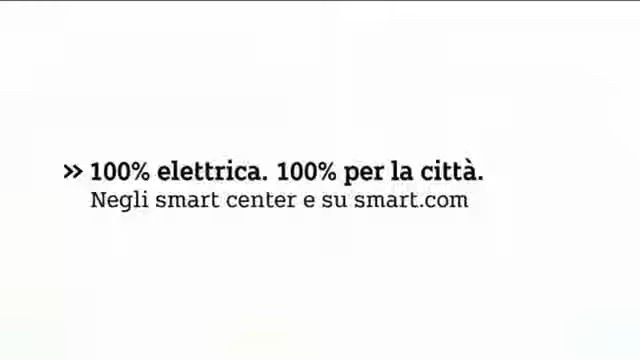 >> 100% elettrica. 100% per la città.
Negli smart center e su smart.com